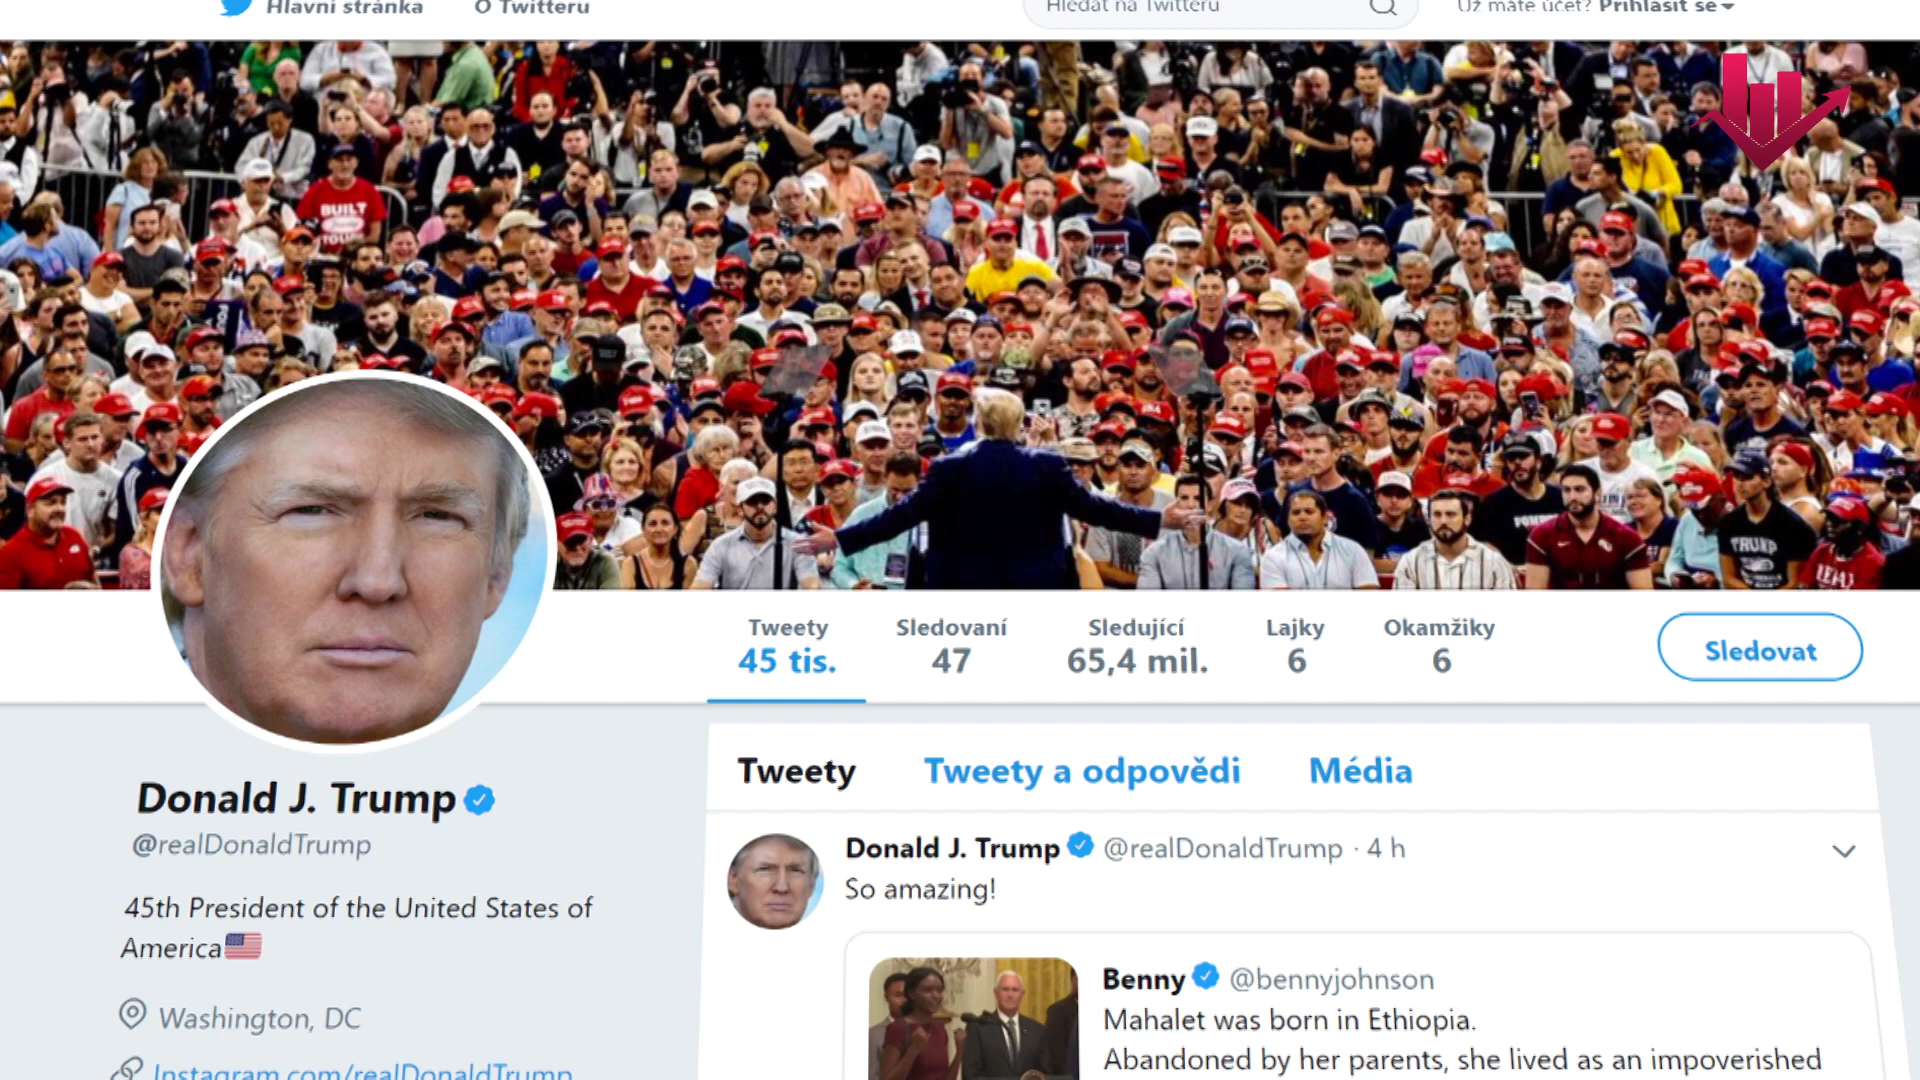 Hlavní stránka
O Twitteru
Hledat na Twitteru
Už máte účet? Přihlásit se
BUILT
TRUMP
Tweety
45 tis.
Sledovaní
47
Sledující
65,4 mil.
Lajky
6
Okamžiky
6
Sledovat
Donald J. Trump
@realDonaldTrump
45th President of the United States of
America
Washington, DC
Instagram.com/realDonaldTrump
Tweety
Tweety a odpovědi
Média
Donald J. Trump @realDonaldTrump · 4 h
So amazing!
Benny @bennyjohnson
Mahalet was born in Ethiopia.
Abandoned by her parents, she lived as an impoverished